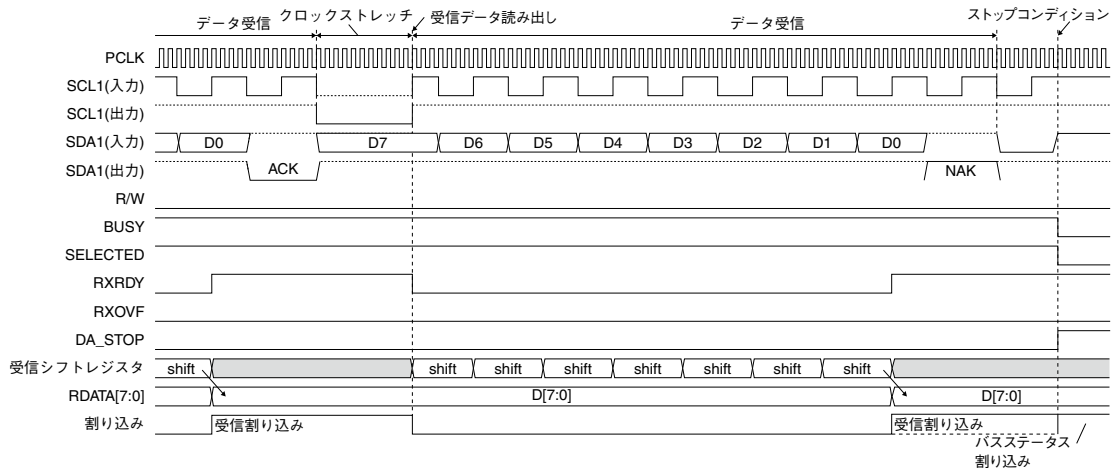 データ受信 クロックストレッチ 受信データ読み出し データ受信 ストップコンディション
PCLK
SCL1(入力)
SCL1(出力)
SDA1(入力) D0 D7 D6 D5 D4 D3 D2 D1 D0
SDA1(出力) ACK NAK
R/W
BUSY
SELECTED
RXRDY
RXOVF
DA_STOP
受信シフトレジスタ shift shift shift shift shift shift shift shift
RDATA[7:0] D[7:0] D[7:0]
割り込み 受信割り込み 受信割り込み
バスステータス
割り込み